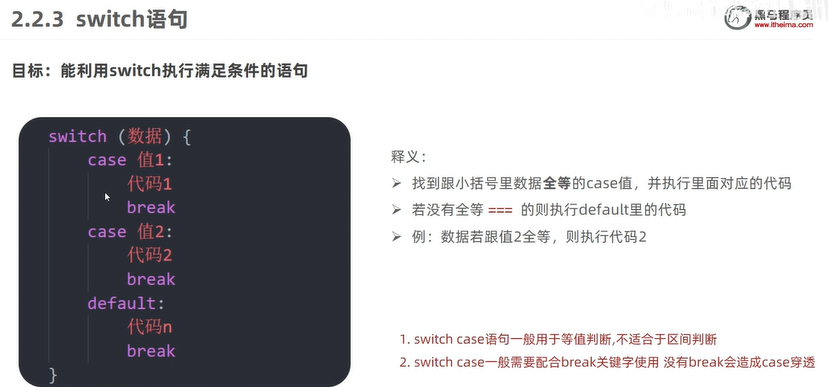 2.2.3 switch语句
黑马程序员
www.itheima.com
目标：能利用switch执行满足条件的语句
switch (数据) {
case 值1:
代码1
break
case 值2:
代码2
break
default:
代码n
break
}
释义：
➢ 找到跟小括号里数据全等的case值，并执行里面对应的代码
➢ 若没有全等 === 的则执行default里的代码
➢ 例：数据若跟值2全等，则执行代码2
1. switch case语句一般用于等值判断,不适合于区间判断
2. switch case一般需要配合break关键字使用 没有break会造成case穿透